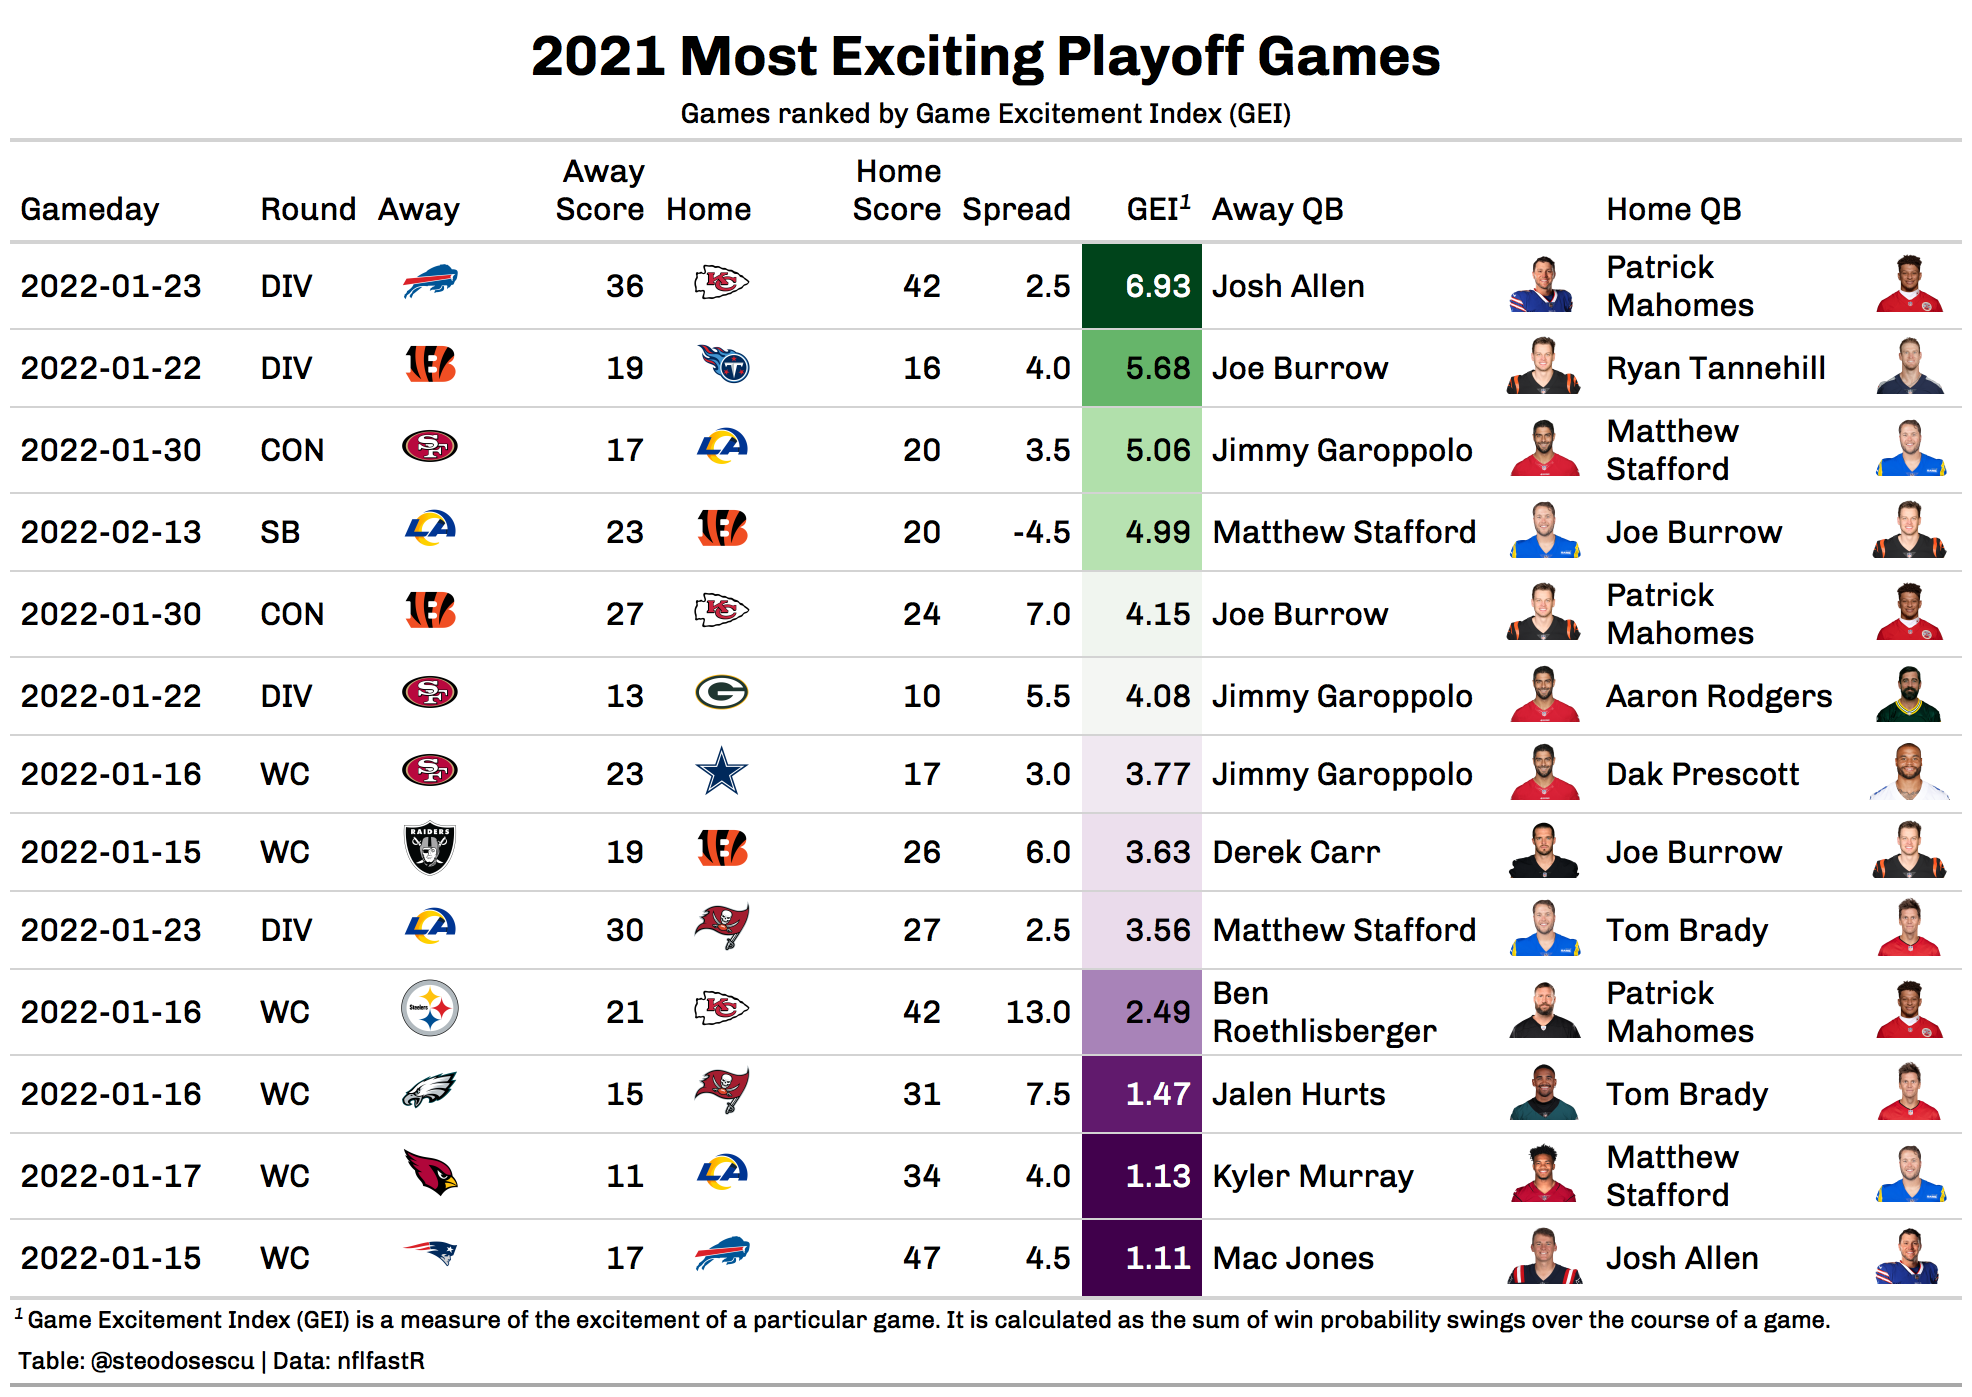 2021 Most Exciting Playoff Games
Games ranked by Game Excitement Index (GEI)
Gameday Round Away Away Score Home Home Score Spread GEI1 Away QB Home QB
2022-01-23 DIV 36 KC 42 2.5 6.93 Josh Allen Patrick Mahomes
2022-01-22 DIV B 19 T 16 4.0 5.68 Joe Burrow Ryan Tannehill
2022-01-30 CON SF 17 LA 20 3.5 5.06 Jimmy Garoppolo Matthew Stafford
2022-02-13 SB LA 23 B 20 -4.5 4.99 Matthew Stafford Joe Burrow
2022-01-30 CON B 27 KC 24 7.0 4.15 Joe Burrow Patrick Mahomes
2022-01-22 DIV SF 13 G 10 5.5 4.08 Jimmy Garoppolo Aaron Rodgers
2022-01-16 WC SF 23 17 3.0 3.77 Jimmy Garoppolo Dak Prescott
2022-01-15 WC RAIDERS 19 B 26 6.0 3.63 Derek Carr Joe Burrow
2022-01-23 DIV LA 30 27 2.5 3.56 Matthew Stafford Tom Brady
2022-01-16 WC Steelers 21 KC 42 13.0 2.49 Ben Roethlisberger Patrick Mahomes
2022-01-16 WC 15 31 7.5 1.47 Jalen Hurts Tom Brady
2022-01-17 WC 11 LA 34 4.0 1.13 Kyler Murray Matthew Stafford
2022-01-15 WC 17 47 4.5 1.11 Mac Jones Josh Allen
1 Game Excitement Index (GEI) is a measure of the excitement of a particular game. It is calculated as the sum of win probability swings over the course of a game.
Table: @steodosescu | Data: nflfastR